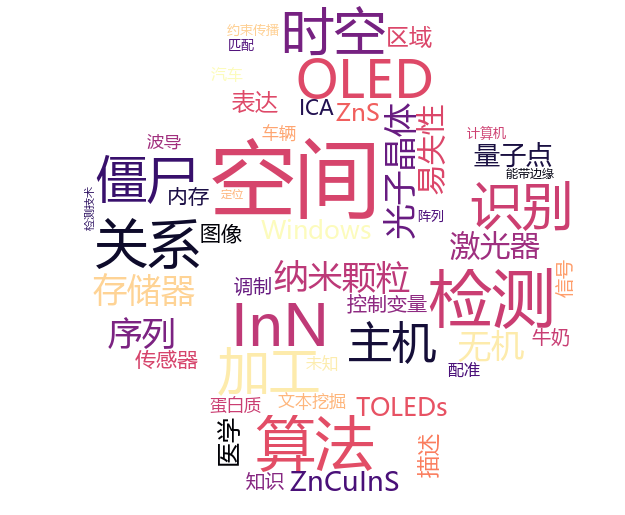 约束传播
时空
区域
匹配
OLED
汽车
表达
ICA
ZnS
光子晶体
易失性
车辆
计算机
波导
空间
量子点
能带边缘
僵尸
内存
定位
识别
检测技术
阵列
关系
图像
Windows
激光器
存储器
调制
纳米颗粒
检测
信号
控制变量
InN
序列
主机
无机
牛奶
传感器
加工
未知
配准
蛋白质
文本挖掘
TOLEDs
医学
算法
描述
知识
ZnCuInS